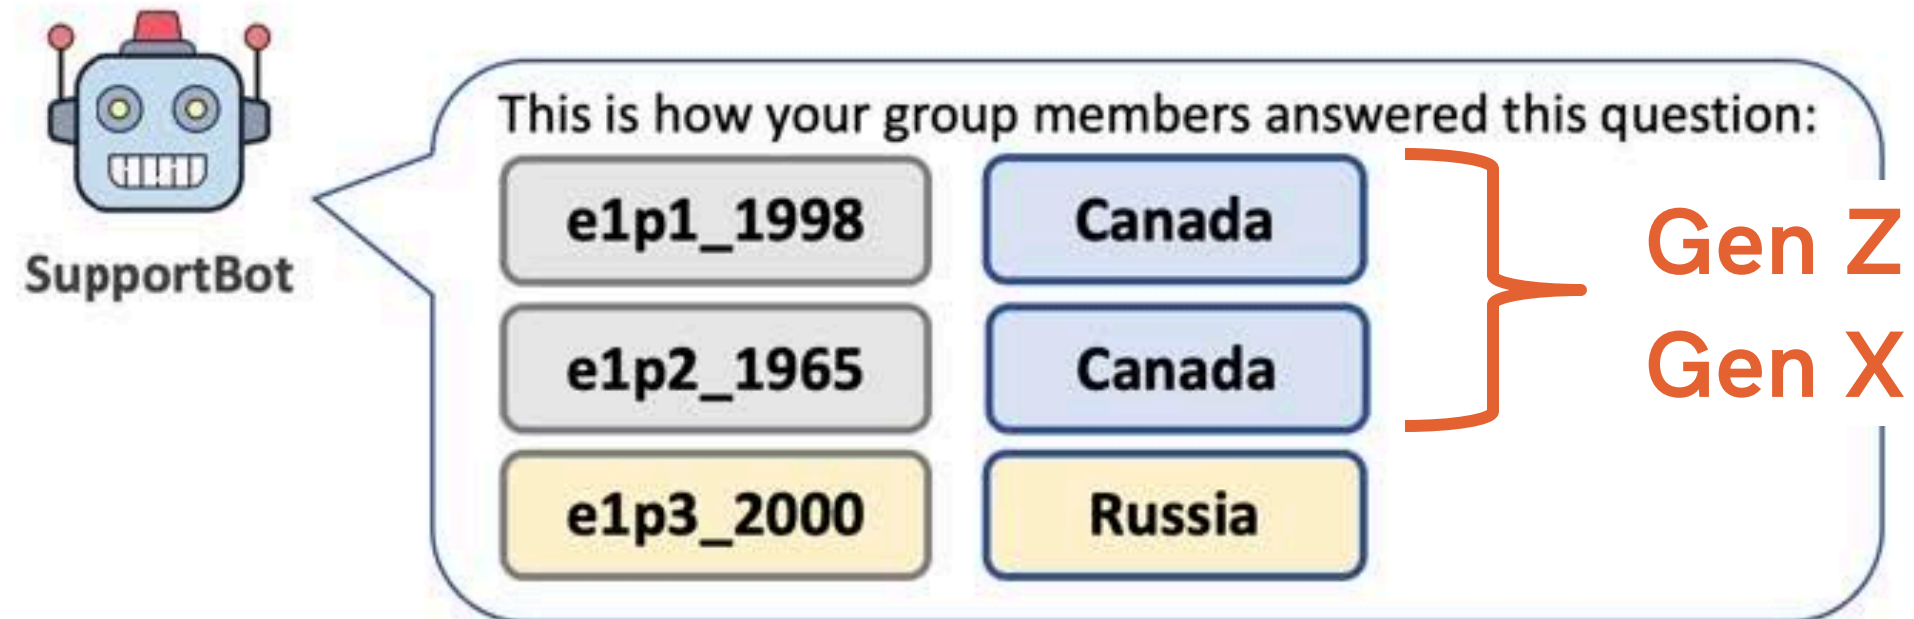 This is how your group members answered this question:
e1p1_1998 Canada
Gen Z
SupportBot
e1p2_1965 Canada
Gen X
e1p3_2000 Russia